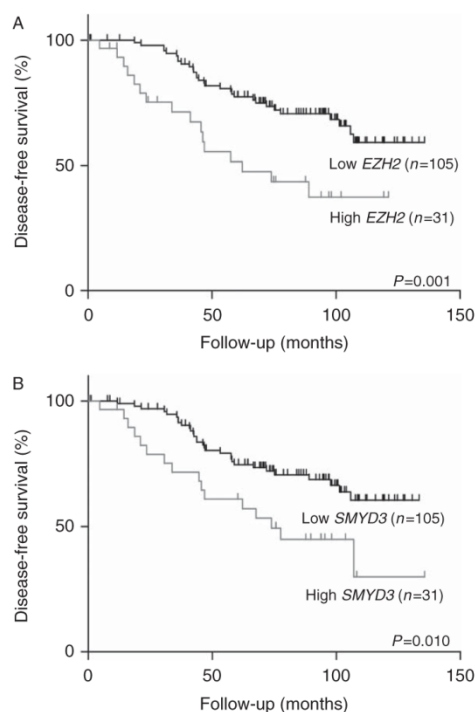 A
Disease-free survival (%)
100
50
0
Low EZH2 (n=105)
High EZH2 (n=31)
P=0.001
0 50 100 150
Follow-up (months)
B
Disease-free survival (%)
100
50
0
Low SMYD3 (n=105)
High SMYD3 (n=31)
P=0.010
0 50 100 150
Follow-up (months)